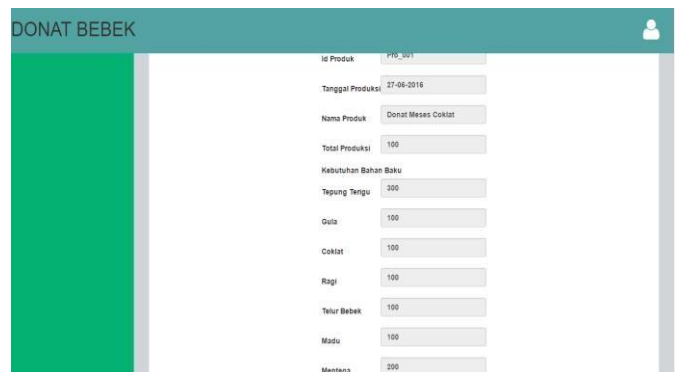 DONAT BEBEK
Id Produk Pro_001
Tanggal Produksi 27-06-2016
Nama Produk Donat Meses Coklat
Total Produksi 100
Kebutuhan Bahan Baku
Tepung Terigu 300
Gula 100
Coklat 100
Ragi 100
Telur Bebek 100
Madu 100
Mentega 200